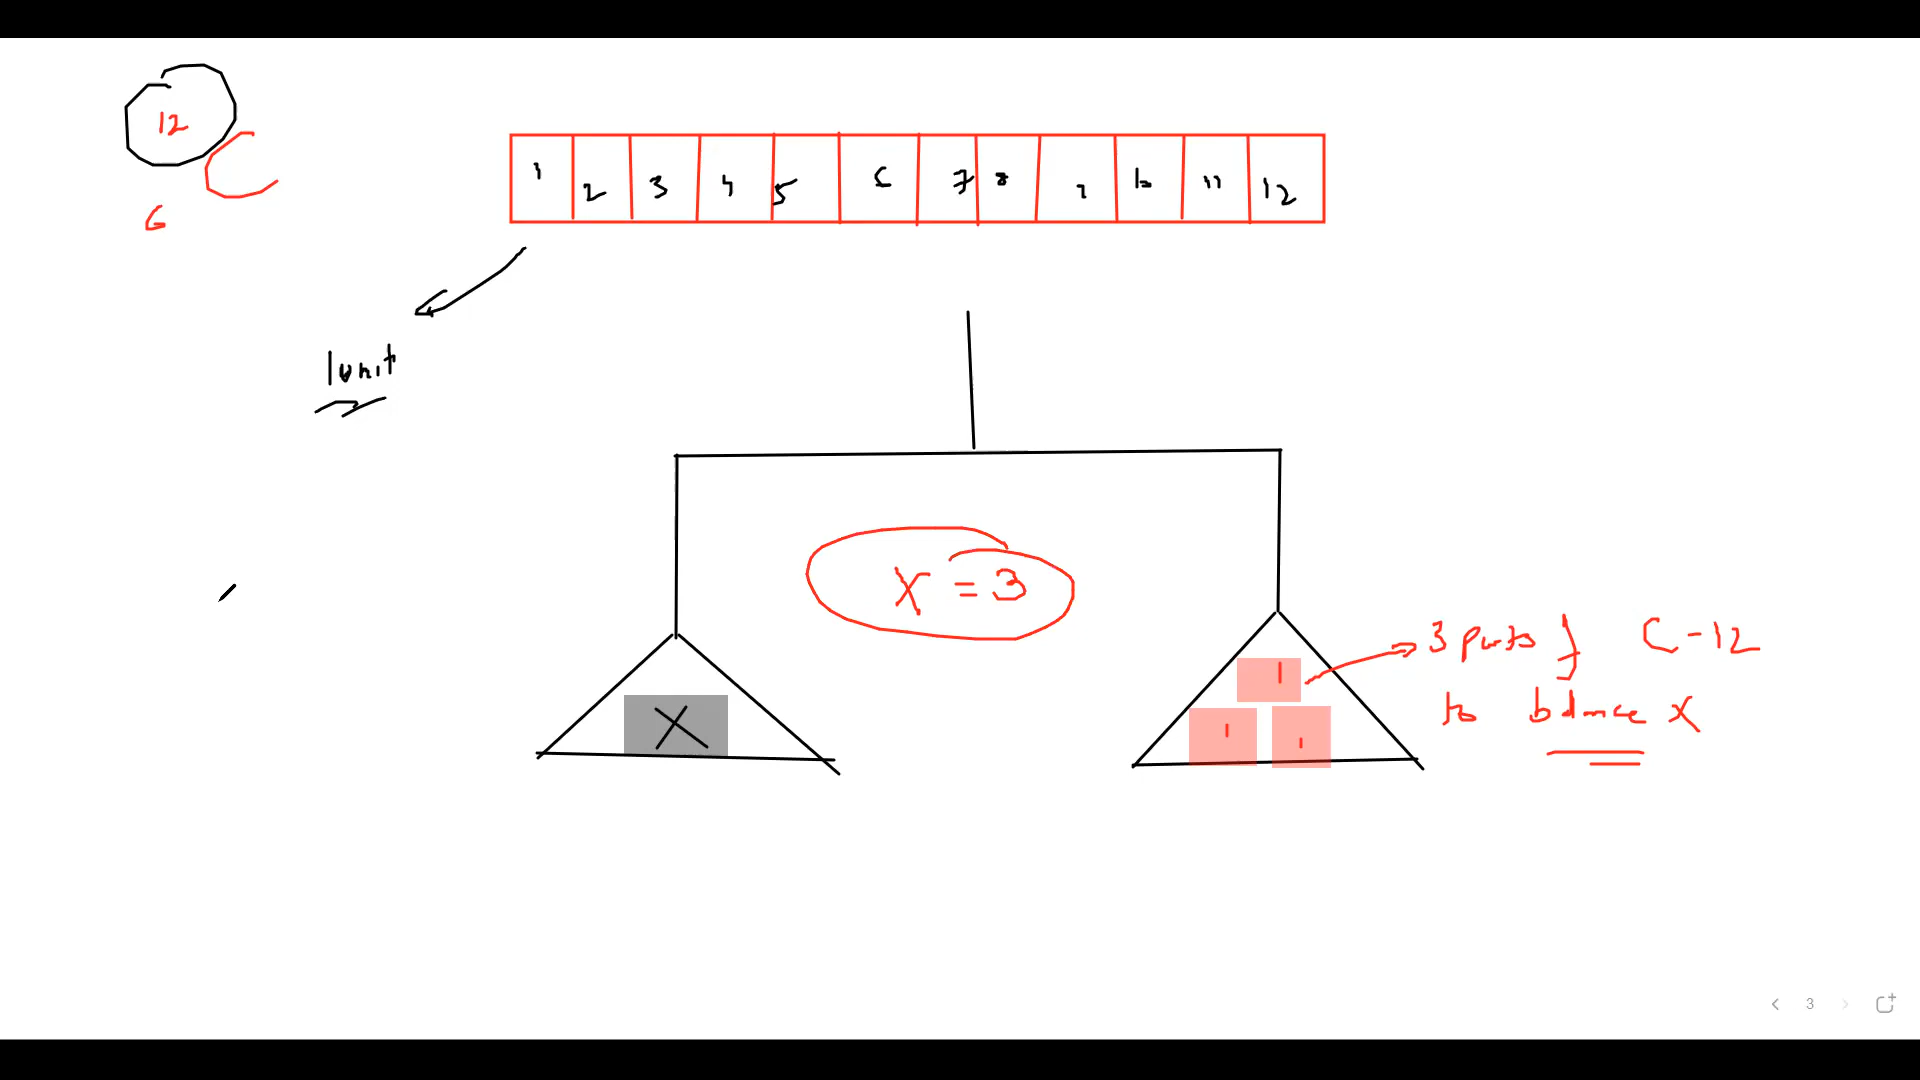 12
C
6
1 2 3 4 5 6 7 8 9 10 11 12
1unit
X = 3
3 parts of C-12
to balance X
X
1
1 1
3